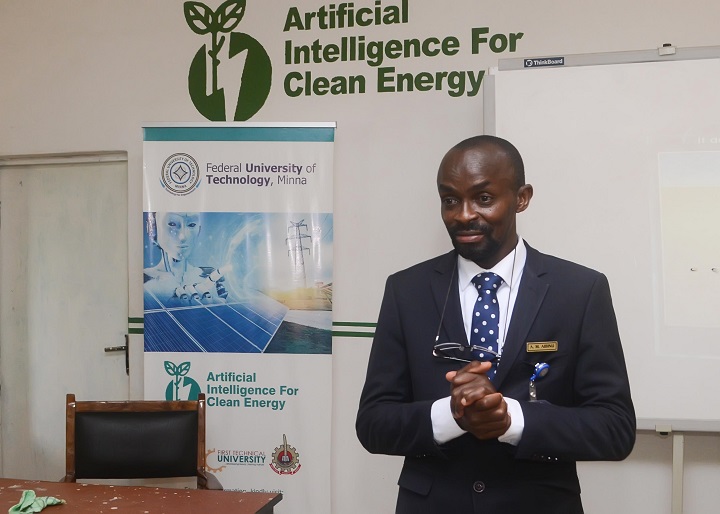 Artificial
Intelligence For
Clean Energy
ThinkBoard
Federal University of
Technology, Minna
Artificial
Intelligence For
Clean Energy
FIRST TECHNICAL
UNIVERSITY